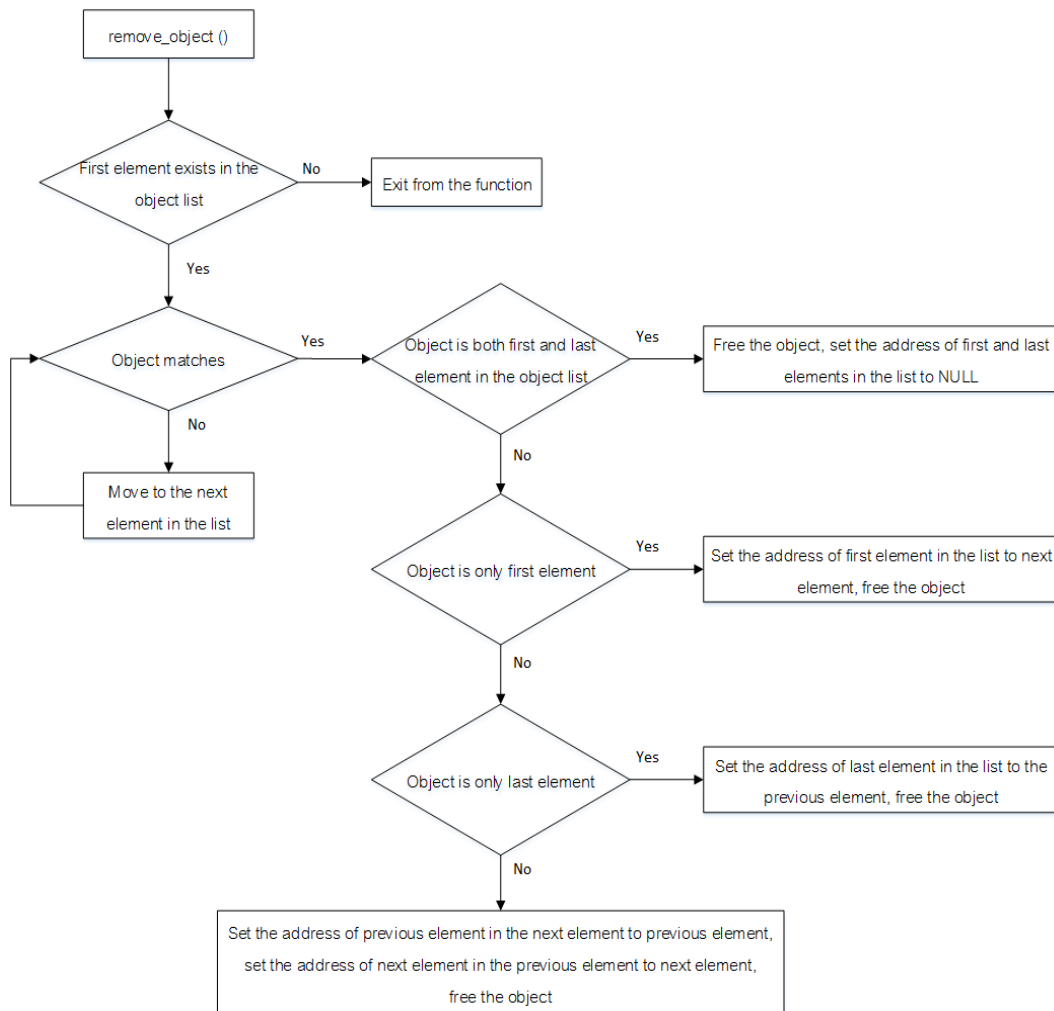 remove_object ()
First element exists in the
object list
No
Exit from the function
Yes
Object matches
Yes
Object is both first and last
element in the object list
Yes
Free the object, set the address of first and last
elements in the list to NULL
No
Move to the next
element in the list
No
Object is only first element
Yes
Set the address of first element in the list to next
element, free the object
No
Object is only last element
Yes
Set the address of last element in the list to the
previous element, free the object
No
Set the address of previous element in the next element to previous element,
set the address of next element in the previous element to next element,
free the object